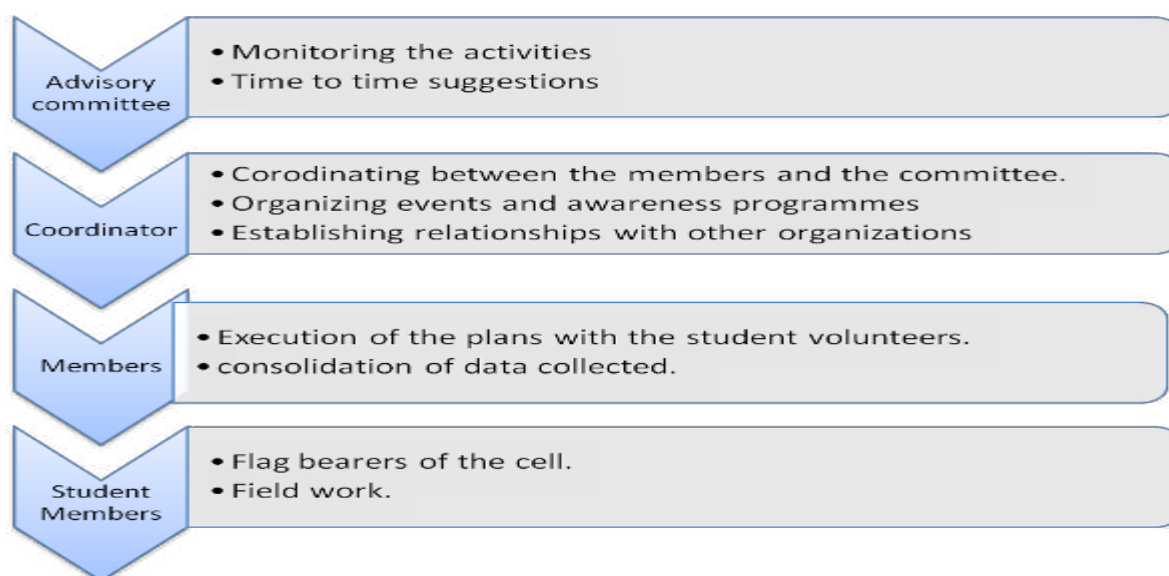 Advisory
committee
• Monitoring the activities
• Time to time suggestions
Coordinator
• Corodinating between the members and the committee.
• Organizing events and awareness programmes
• Establishing relationships with other organizations
Members
• Execution of the plans with the student volunteers.
• consolidation of data collected.
Student
Members
• Flag bearers of the cell.
• Field work.